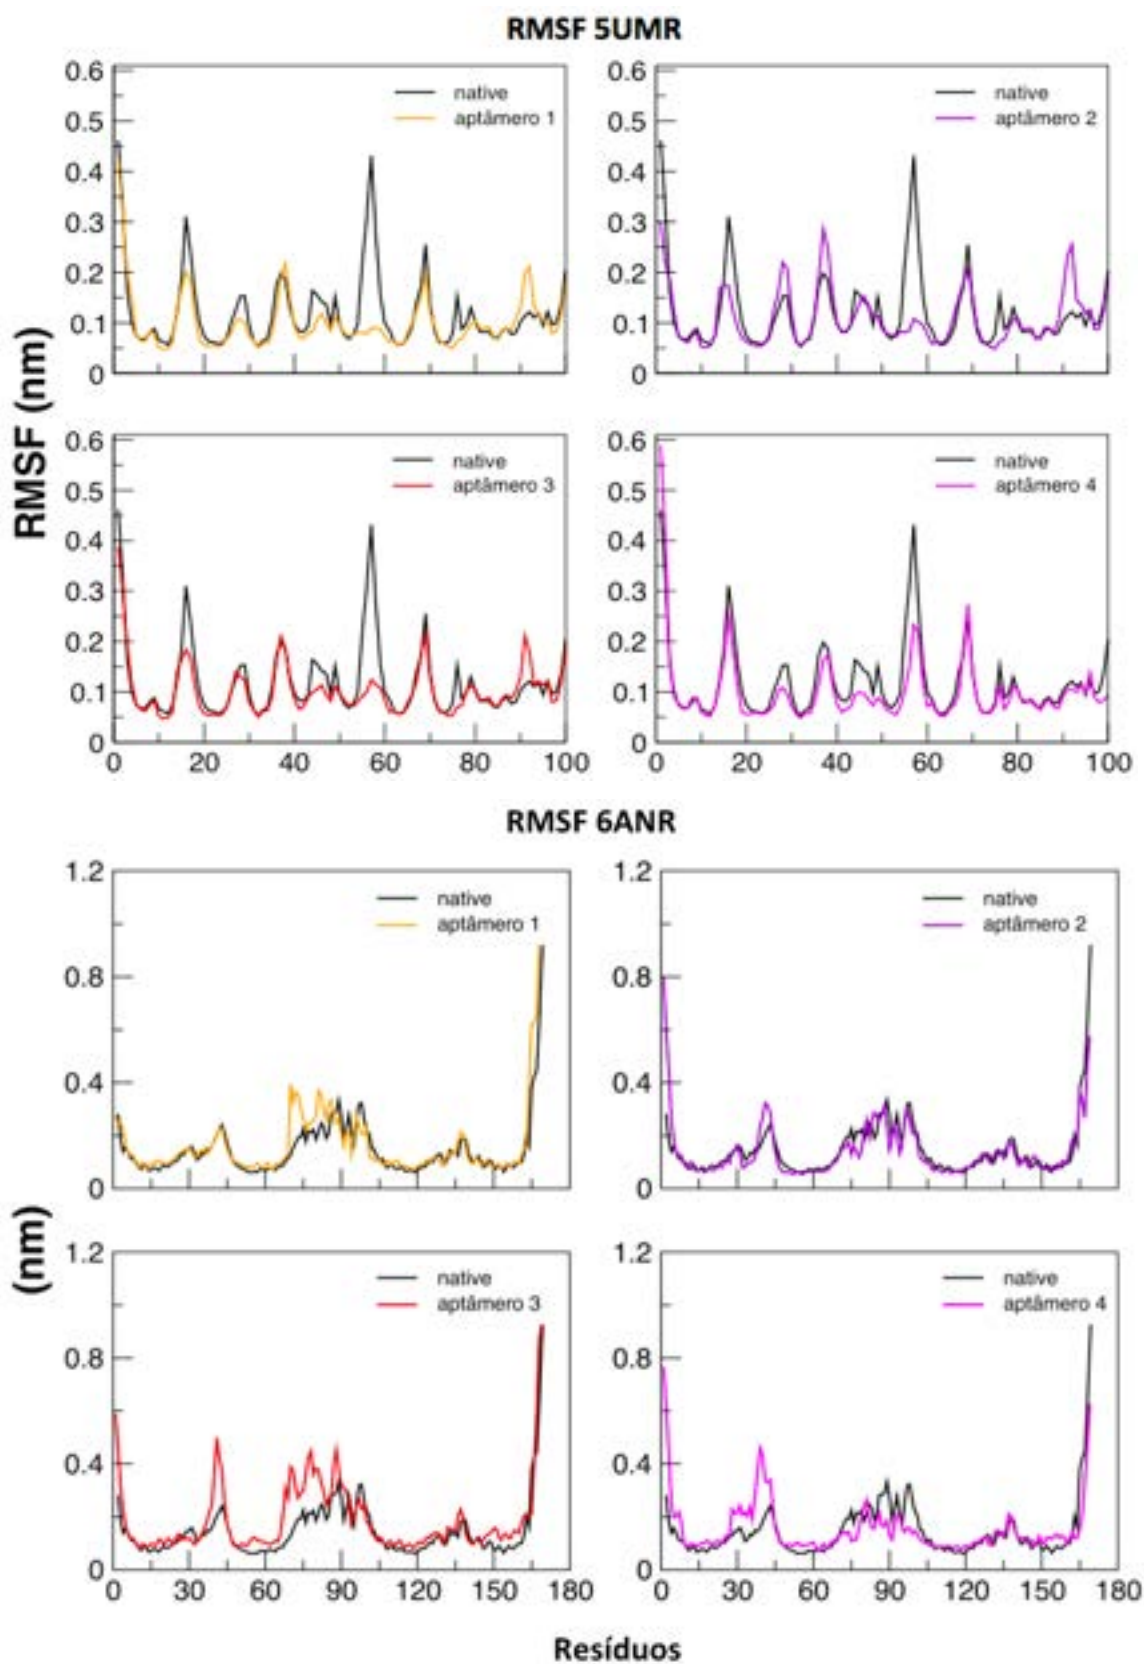 RMSF 5UMR
0.6
0.5
0.4
0.3
0.2
0.1
0
native
aptâmero 1
native
aptâmero 2
0.6
0.5
0.4
0.3
0.2
0.1
0
RMSF (nm)
0.6
0.5
0.4
0.3
0.2
0.1
0
native
aptâmero 3
0 20 40 60 80 100
0.6
0.5
0.4
0.3
0.2
0.1
0
native
aptâmero 4
0 20 40 60 80 100
RMSF 6ANR
1.2
0.8
0.4
0
native
aptâmero 1
1.2
0.8
0.4
0
native
aptâmero 2
(nm)
1.2
0.8
0.4
0
native
aptâmero 3
0 30 60 90 120 150 180
1.2
0.8
0.4
0
native
aptâmero 4
0 30 60 90 120 150 180
Resíduos